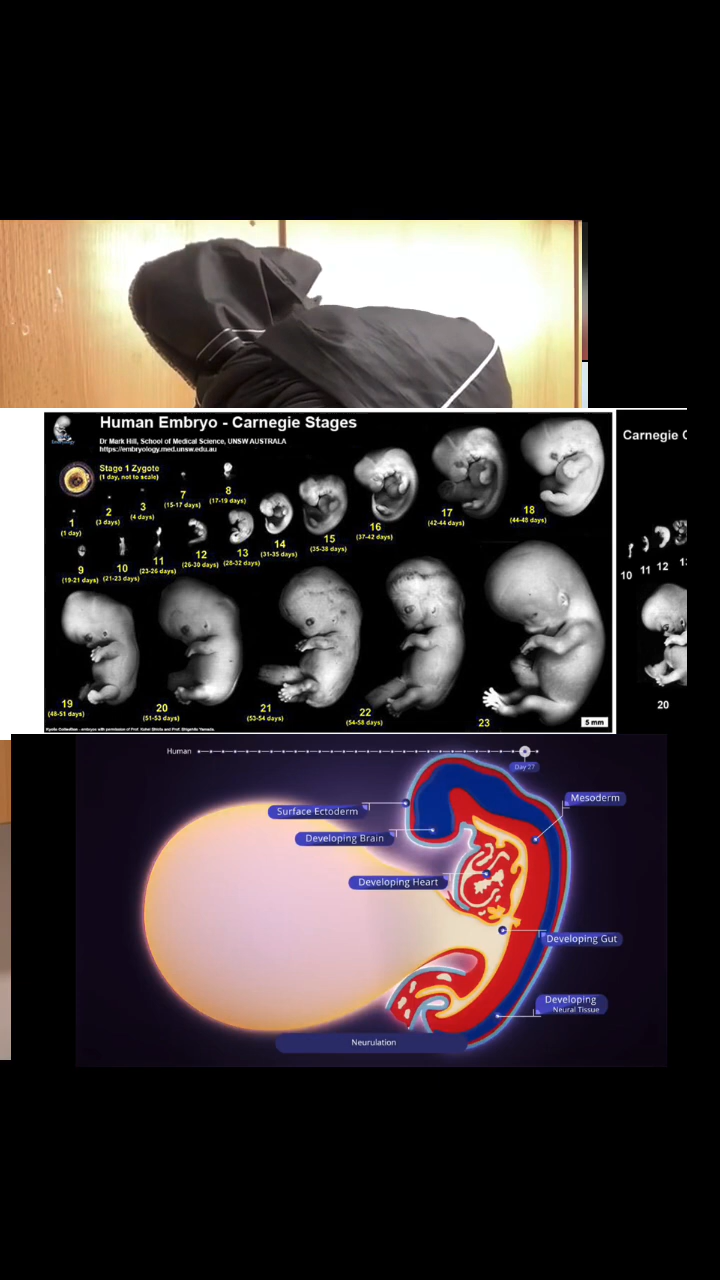 Human Embryo - Carnegie Stages
Dr Mark Hill, School of Medical Science, UNSW AUSTRALIA
https://embryology.med.unsw.edu.au
Stage 1 Zygote
(1 day, not to scale)
1
(1 day)
2
(3 days)
3
(4 days)
7
(15-17 days)
8
(17-19 days)
9
(19-21 days)
10
(21-23 days)
11
(23-26 days)
12
(26-30 days)
13
(28-32 days)
14
(31-35 days)
15
(35-38 days)
16
(37-42 days)
17
(42-44 days)
18
(44-48 days)
19
(48-51 days)
20
(51-53 days)
21
(53-54 days)
22
(54-58 days)
23
5 mm
Carnegie
10 11 12
20
Human
Day 27
Surface Ectoderm
Mesoderm
Developing Brain
Developing Heart
Developing Gut
Developing
Neural Tissue
Neurulation